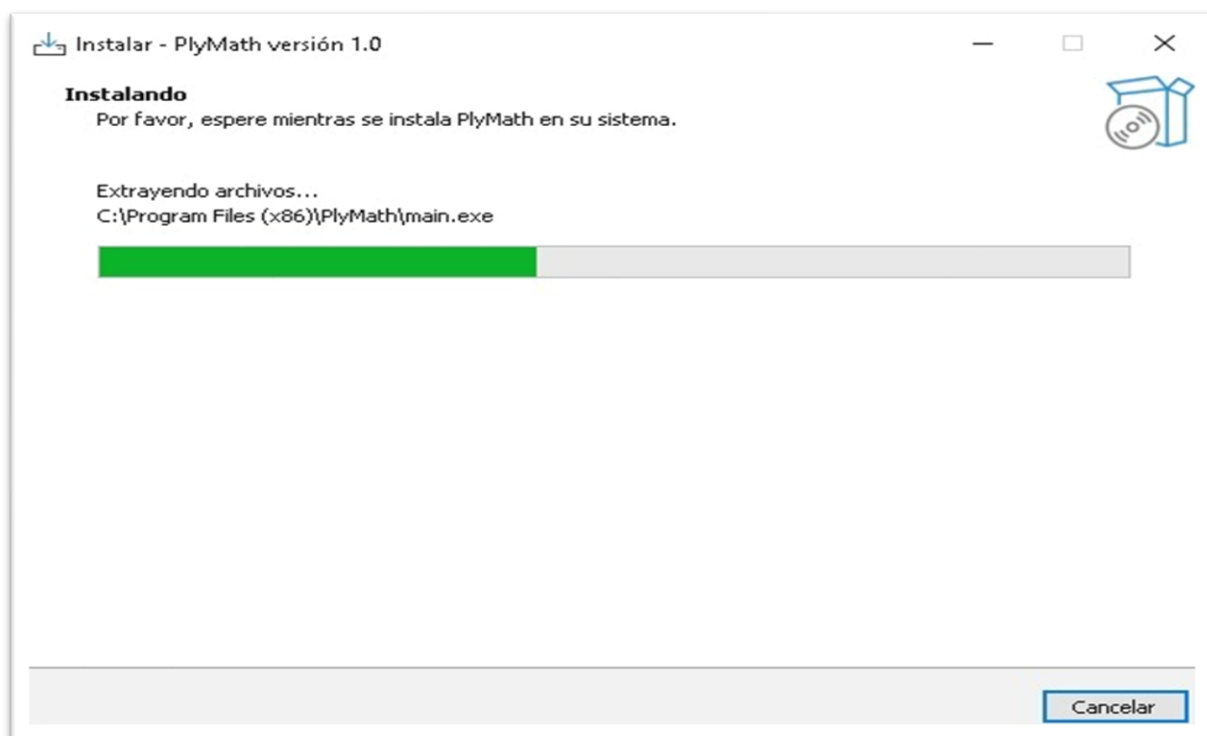 Instalar - PlyMath versión 1.0
Instalando
Por favor, espere mientras se instala PlyMath en su sistema.
Extrayendo archivos...
C:\Program Files (x86)\PlyMath\main.exe
Cancelar